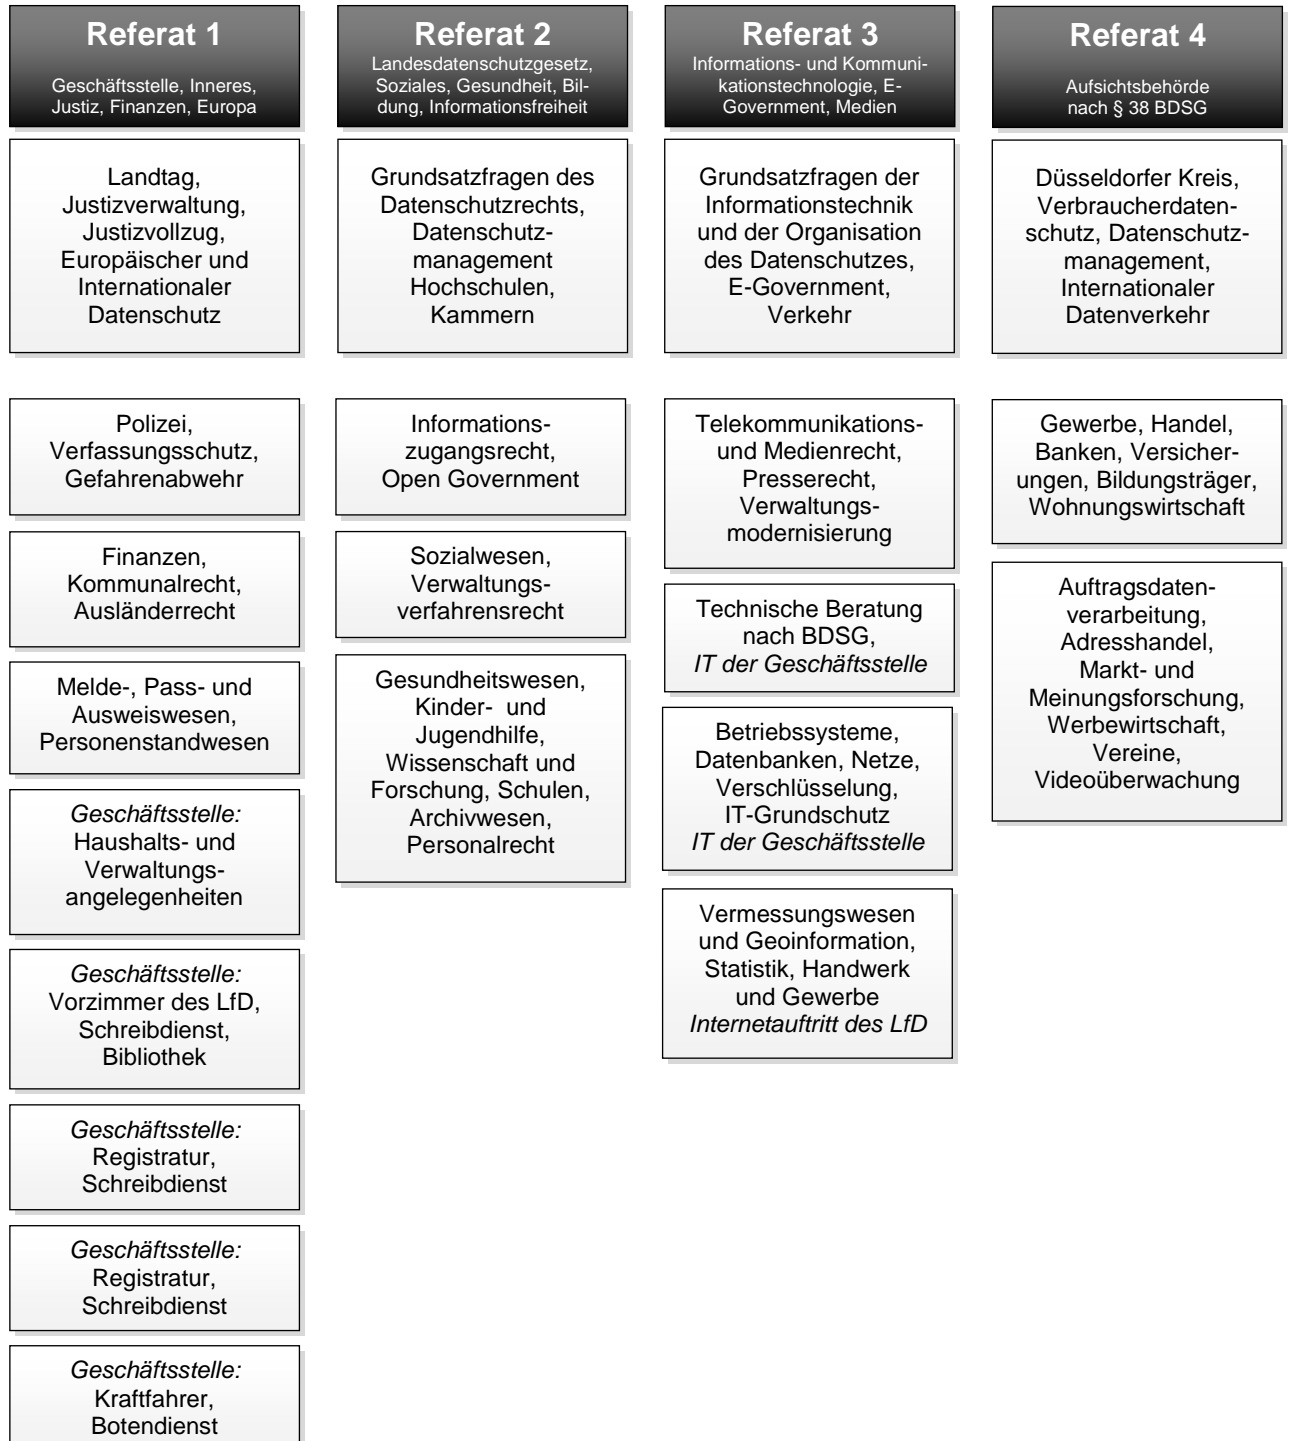 Referat 1
Geschäftsstelle, Inneres,
Justiz, Finanzen, Europa
Landtag,
Justizverwaltung,
Justizvollzug,
Europäischer und
Internationaler
Datenschutz
Polizei,
Verfassungsschutz,
Gefahrenabwehr
Finanzen,
Kommunalrecht,
Ausländerrecht
Melde-, Pass- und
Ausweiswesen,
Personenstandwesen
Geschäftsstelle:
Haushalts- und
Verwaltungs-
angelegenheiten
Geschäftsstelle:
Vorzimmer des LfD,
Schreibdienst,
Bibliothek
Geschäftsstelle:
Registratur,
Schreibdienst
Geschäftsstelle:
Registratur,
Schreibdienst
Geschäftsstelle:
Kraftfahrer,
Botendienst
Referat 2
Landesdatenschutzgesetz,
Soziales, Gesundheit, Bil-
dung, Informationsfreiheit
Grundsatzfragen des
Datenschutzrechts,
Datenschutz-
management
Hochschulen,
Kammern
Informations-
zugangsrecht,
Open Government
Sozialwesen,
Verwaltungs-
verfahrensrecht
Gesundheitswesen,
Kinder- und
Jugendhilfe,
Wissenschaft und
Forschung, Schulen,
Archivwesen,
Personalrecht
Referat 3
Informations- und Kommuni-
kationstechnologie, E-
Government, Medien
Grundsatzfragen der
Informationstechnik
und der Organisation
des Datenschutzes,
E-Government,
Verkehr
Telekommunikations-
und Medienrecht,
Presserecht,
Verwaltungs-
modernisierung
Technische Beratung
nach BDSG,
IT der Geschäftsstelle
Betriebssysteme,
Datenbanken, Netze,
Verschlüsselung,
IT-Grundschutz
IT der Geschäftsstelle
Vermessungswesen
und Geoinformation,
Statistik, Handwerk
und Gewerbe
Internetauftritt des LfD
Referat 4
Aufsichtsbehörde
nach § 38 BDSG
Düsseldorfer Kreis,
Verbraucherdaten-
schutz, Datenschutz-
management,
Internationaler
Datenverkehr
Gewerbe, Handel,
Banken, Versicher-
ungen, Bildungsträger,
Wohnungswirtschaft
Auftragsdaten-
verarbeitung,
Adresshandel,
Markt- und
Meinungsforschung,
Werbewirtschaft,
Vereine,
Videoüberwachung